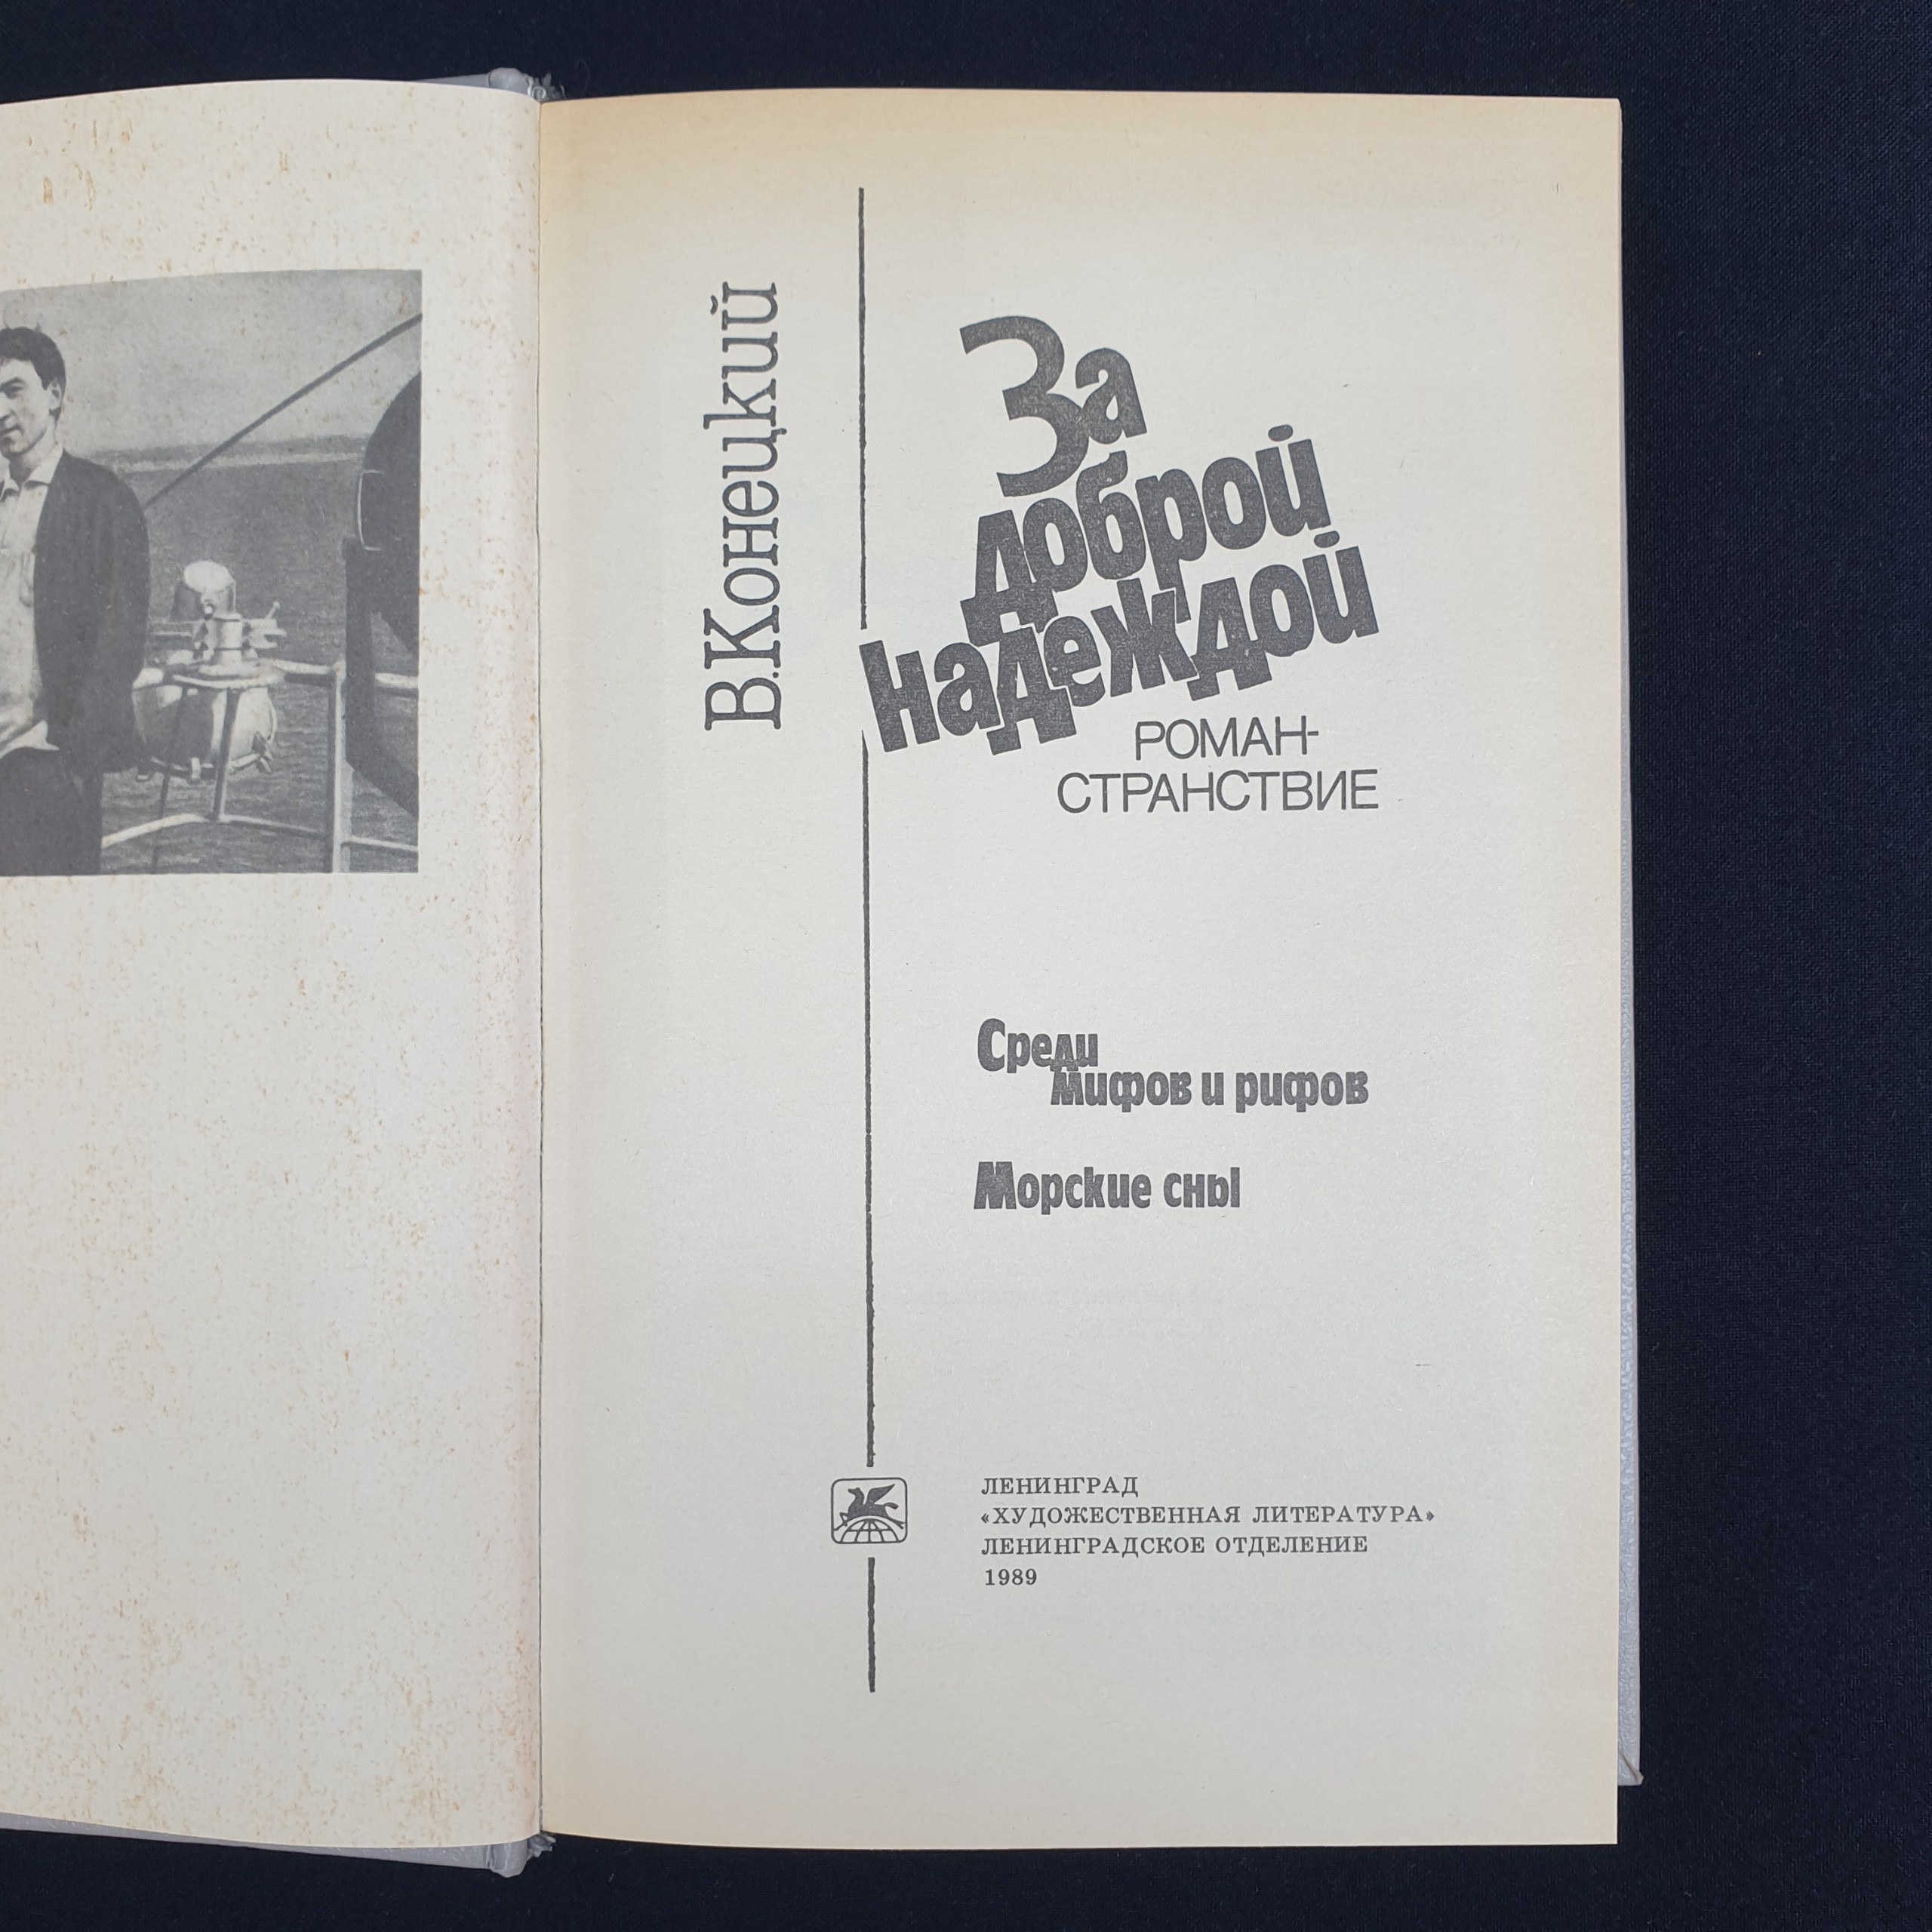 В.Конецкий
За
доброй
надеждой
РОМАН-
СТРАНСТВИЕ
Среди
мифов и рифов
Морские сны
ЛЕНИНГРАД
«ХУДОЖЕСТВЕННАЯ ЛИТЕРАТУРА»
ЛЕНИНГРАДСКОЕ ОТДЕЛЕНИЕ
1989